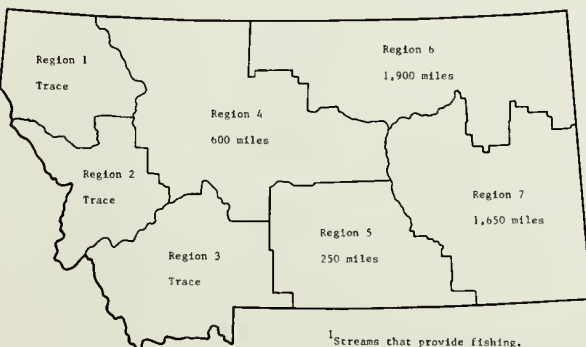 Region 1
Trace
Region 6
1,900 miles
Region 4
600 miles
Region 2
Trace
Region 7
1,650 miles
Region 5
250 miles
Region 3
Trace
1Streams that provide fishing.